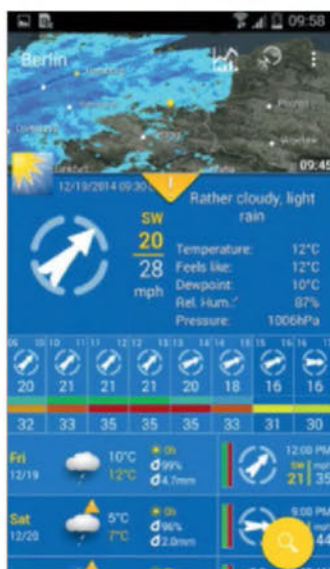 09:58
Berlin
09:45
12/19/2014 09:30
Rather cloudy, light
rain
SW
20
28
mph
Temperature: 12°C
Feels like: 12°C
Dewpoint: 10°C
Rel. Hum.: 87%
Pressure: 1006hPa
20 21 21 21 20 18 16 16
32 33 35 35 35 33 31 30
Fri
12/19
10°C
12°C
0h
99%
4.7mm
12:00 PM
SW
21 35
Sat
12/20
5°C
7°C
0h
96%
2.0mm
9:00 PM
44